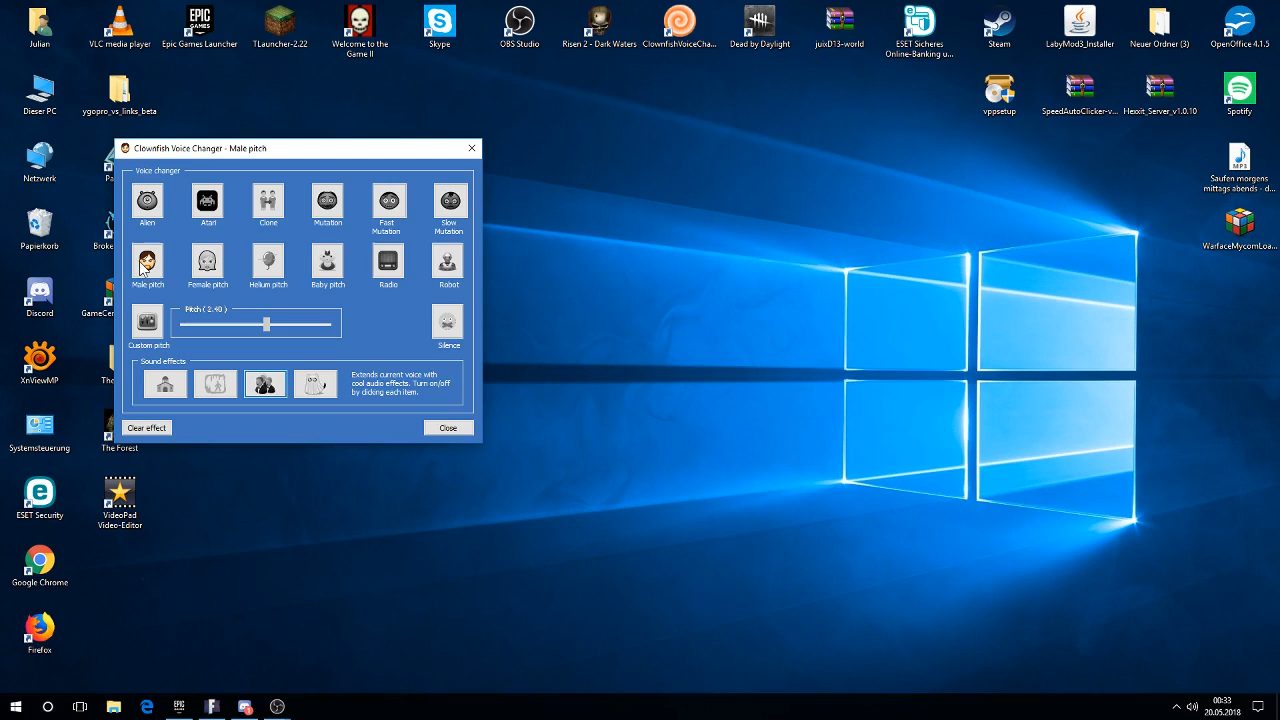 Julian
VLC media player
Epic Games Launcher
TLauncher-2.22
Welcome to the
Game II
Skype
OBS Studio
Risen 2 - Dark Waters
ClownfishVoiceCha...
Dead by Daylight
juixD13-world
ESET Sicheres
Online-Banking u...
Steam
LabyMod3_Installer
Neuer Ordner (3)
OpenOffice 4.1.5
EPIC
GAMES
Dieser PC
ygopro_vs_links_beta
vppsetup
SpeedAutoClicker-v...
Hexxit_Server_v1.0.10
Spotify
Netzwerk
Saufen morgens
mittags abends - d...
MP3
Papierkorb
WarfaceMycomLoa...
Discord
XnViewMP
Systemsteuerung
The Forest
ESET Security
VideoPad
Video-Editor
Google Chrome
Firefox
Clownfish Voice Changer - Male pitch
Voice changer
Alien
Atari
Clone
Mutation
Fast
Mutation
Slow
Mutation
Male pitch
Female pitch
Helium pitch
Baby pitch
Radio
Robot
Custom pitch
Pitch ( 2.40 )
Silence
Sound effects
Extends current voice with
cool audio effects. Turn on/off
by clicking each item.
Clear effect
Close
00:33
20.05.2018